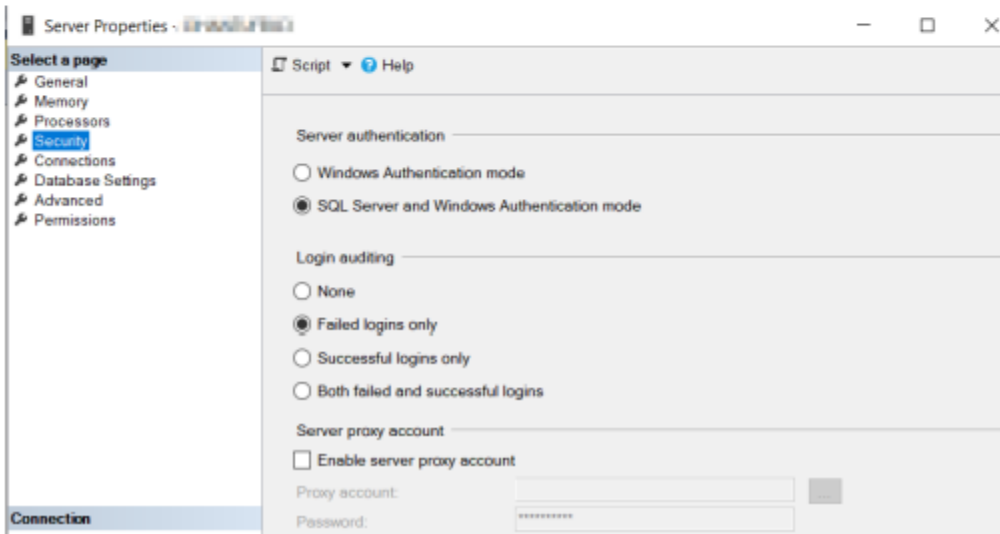 Server Properties -
Select a page
General
Memory
Processors
Security
Connections
Database Settings
Advanced
Permissions
Connection
Script Help
Server authentication
Windows Authentication mode
SQL Server and Windows Authentication mode
Login auditing
None
Failed logins only
Successful logins only
Both failed and successful logins
Server proxy account
Enable server proxy account
Proxy account:
...
Password:
**********